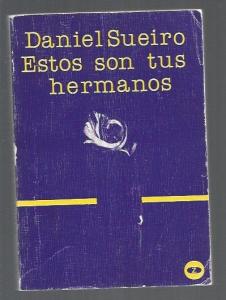 Daniel Sueiro
Estos son tus
hermanos